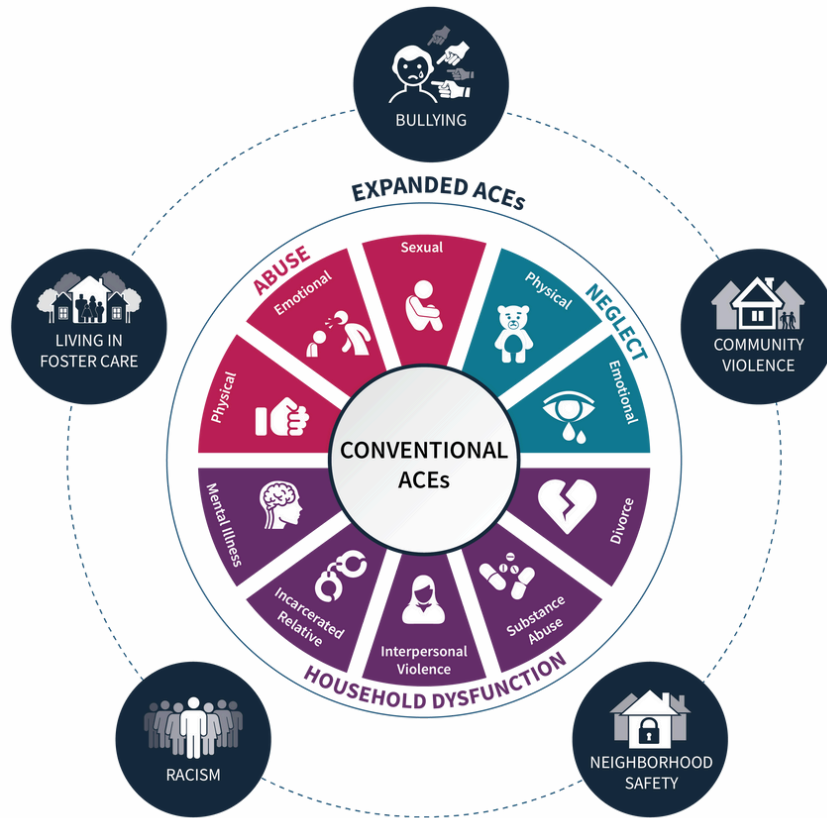 BULLYING
EXPANDED ACEs
LIVING IN
FOSTER CARE
COMMUNITY
VIOLENCE
ABUSE
Physical
Emotional
Sexual
NEGLECT
Physical
Emotional
CONVENTIONAL
ACEs
Mental Illness
Incarcerated
Relative
Interpersonal
Violence
Substance
Abuse
Divorce
HOUSEHOLD DYSFUNCTION
RACISM
NEIGHBORHOOD
SAFETY